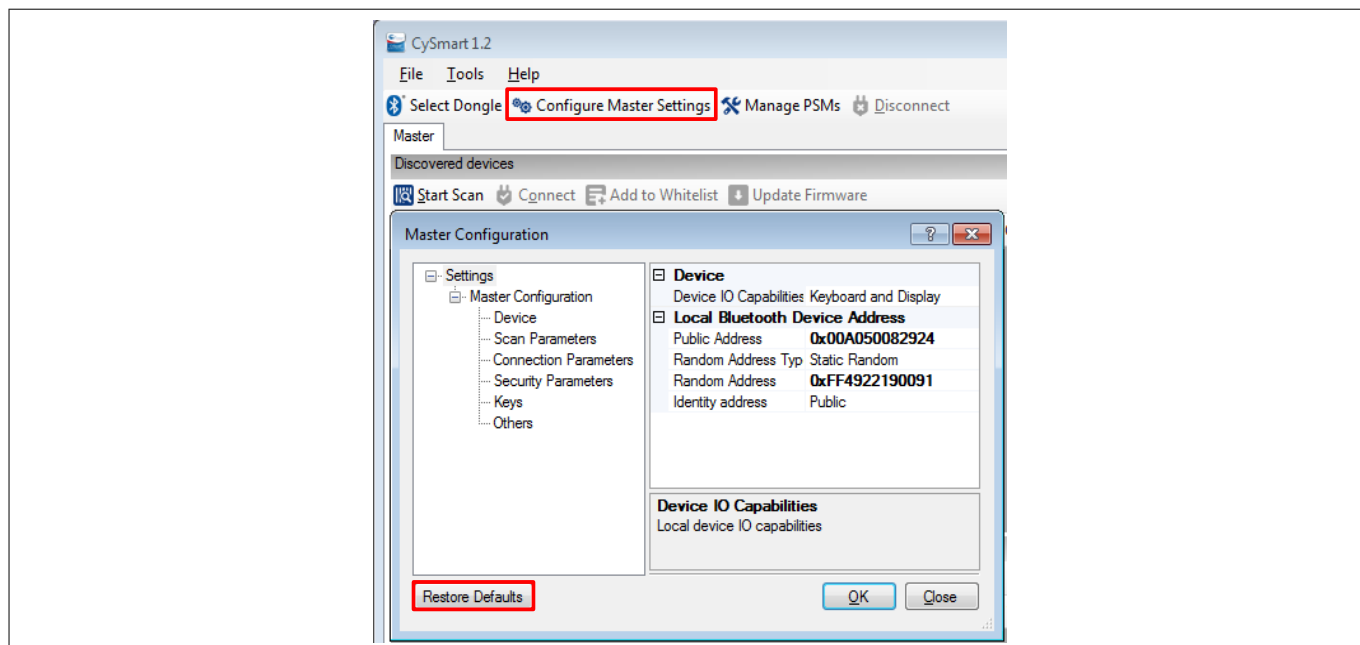 CySmart 1.2
File Tools Help
Select Dongle Configure Master Settings Manage PSMs Disconnect
Master
Discovered devices
Start Scan Connect Add to Whitelist Update Firmware
Master Configuration
Settings
Master Configuration
Device
Scan Parameters
Connection Parameters
Security Parameters
Keys
Others
Device
Device IO Capabilities Keyboard and Display
Local Bluetooth Device Address
Public Address 0x00A050082924
Random Address Typ Static Random
Random Address 0xFF4922190091
Identity address Public
Device IO Capabilities
Local device IO capabilities
Restore Defaults OK Close